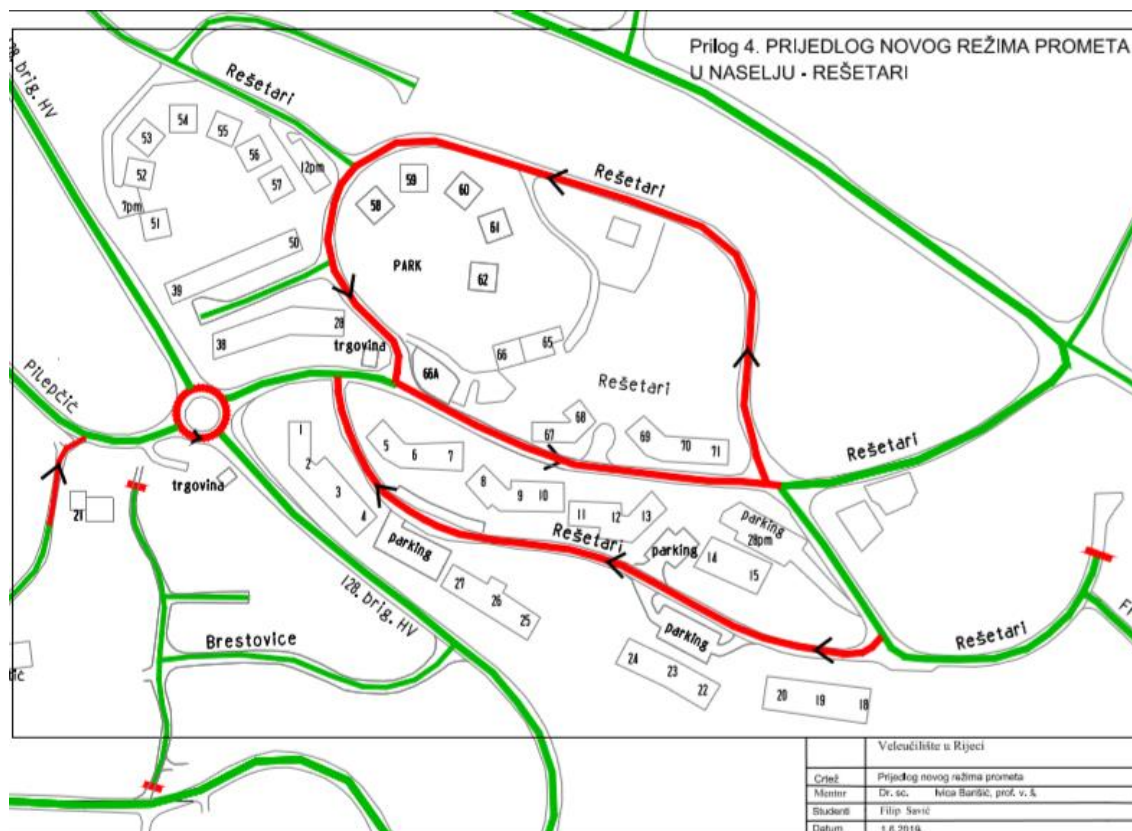 Prilog 4. PRIJEDLOG NOVOG REŽIMA PROMETA
U NASELJU - REŠETARI
128. brig. HV
Rešetari
54
53
55
56
52
57
12pm
7pm
51
59
58
60
61
Rešetari
50
PARK
62
39
28
38
trgovina
66A
66
65
Rešetari
Pilepčić
1
2
3
4
5
6
7
67
68
69
70
71
Rešetari
trgovina
21
8
9
10
11
12
13
parking
28pm
Rešetari
parking
parking
14
15
27
26
25
128. brig. HV
parking
Brestovice
24
23
22
20
19
18
Rešetari
Veleučilište u Rijeci
Crtež
Prijedlog novog režima prometa
Mentor
Dr. sc. Ivica Barišić, prof. v. š.
Studenti
Filip Savić
Datum
1.6.2019.